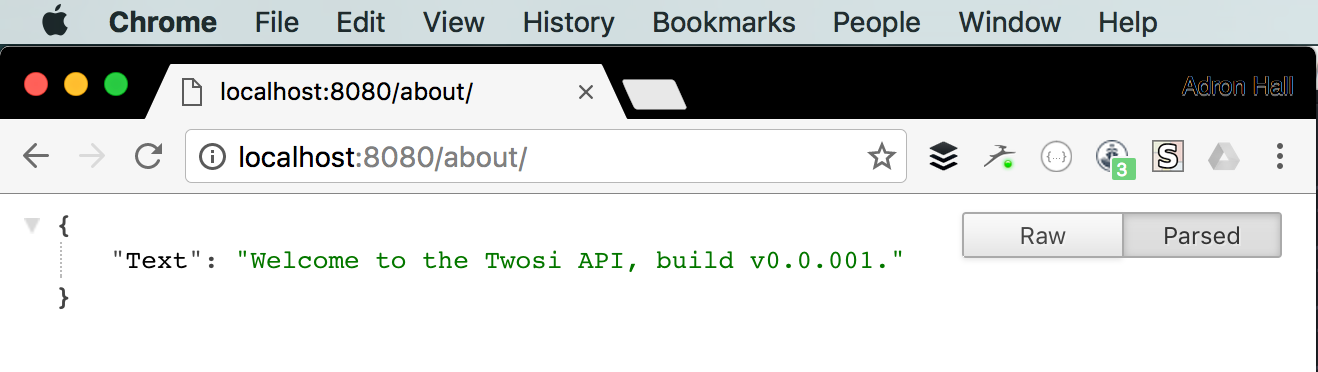 Chrome File Edit View History Bookmarks People Window Help
localhost:8080/about/
Adron Hall
localhost:8080/about/
{···}
3
S
{
Raw
Parsed
"Text": "Welcome to the Twosi API, build v0.0.001."
}